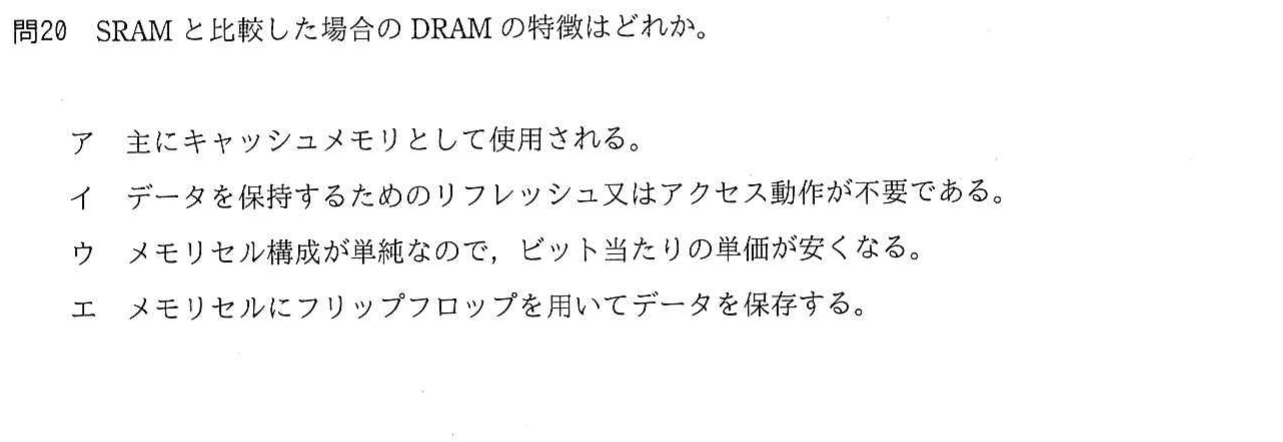 問20 SRAM と比較した場合の DRAM の特徴はどれか。
ア 主にキャッシュメモリとして使用される。
イ データを保持するためのリフレッシュ又はアクセス動作が不要である。
ウ メモリセル構成が単純なので，ビット当たりの単価が安くなる。
エ メモリセルにフリップフロップを用いてデータを保存する。